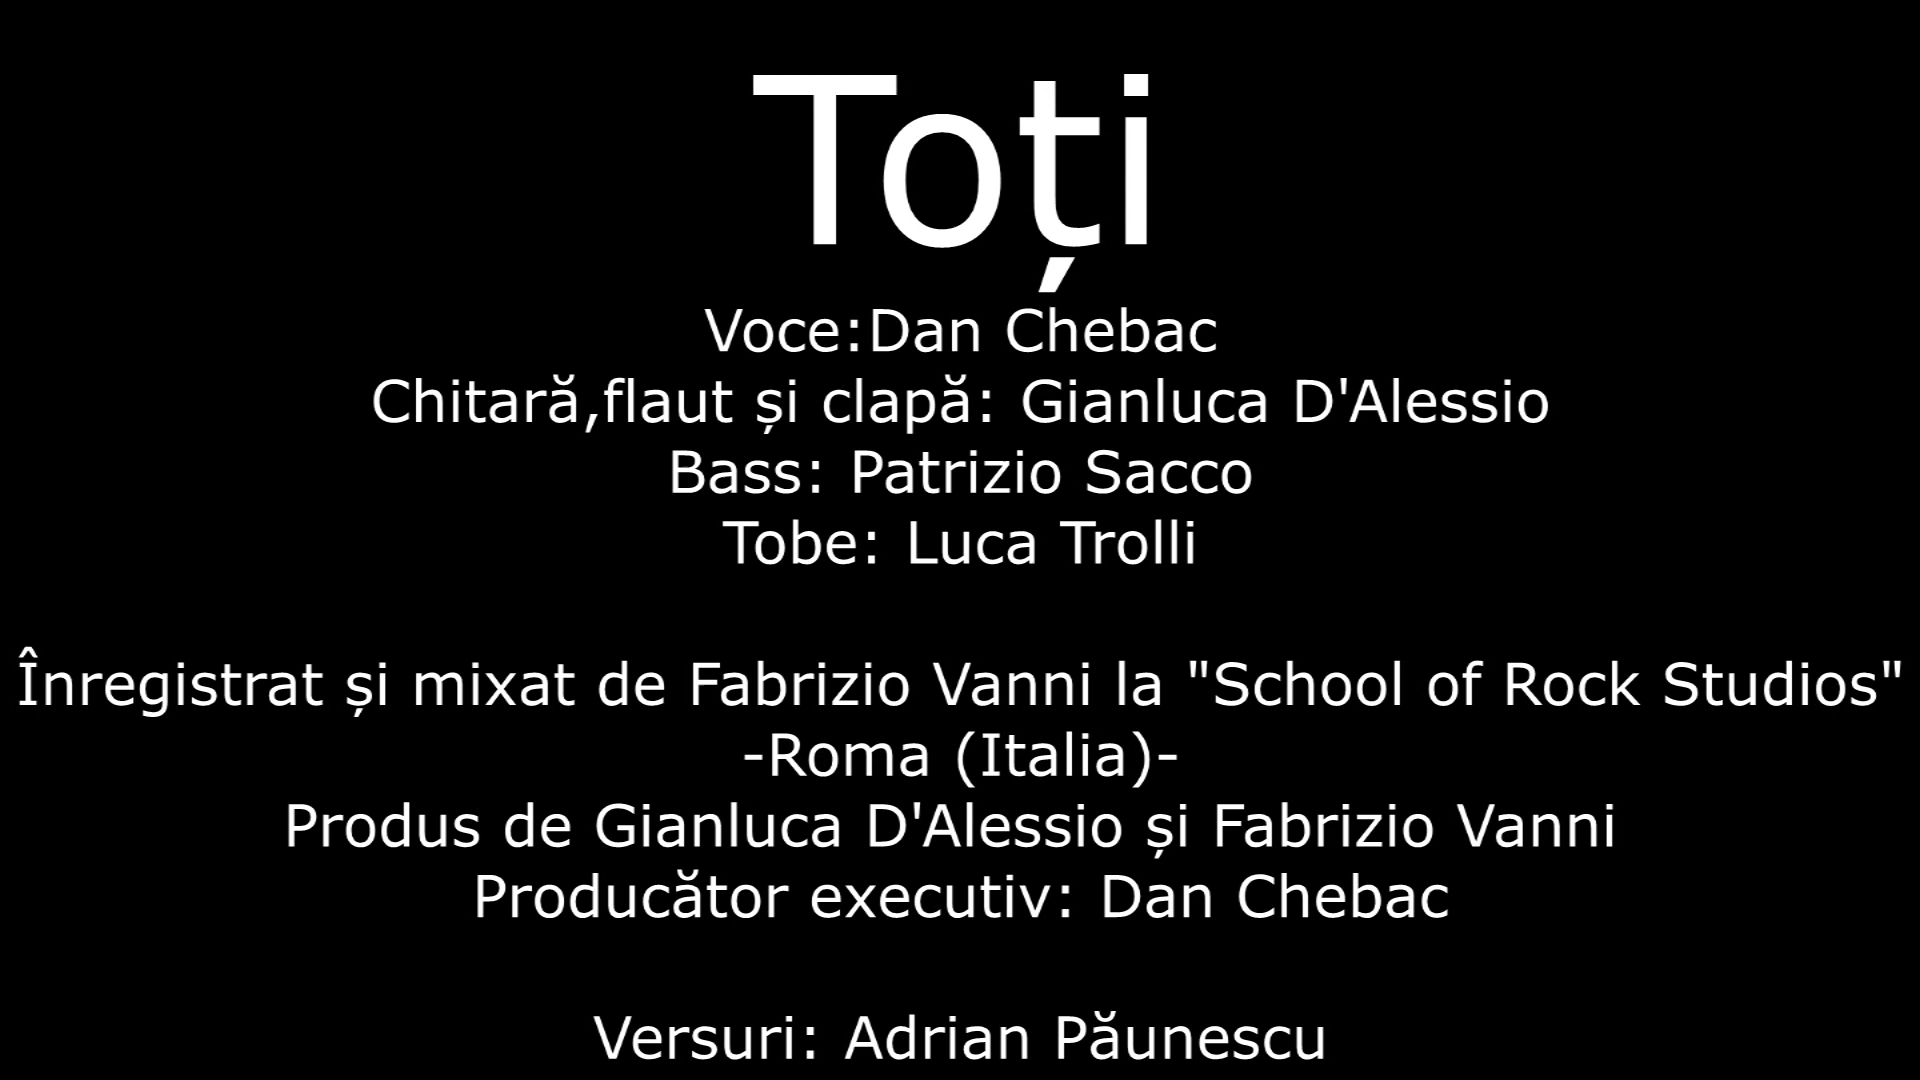 Toți
Voce:Dan Chebac
Chitară,flaut și clapă: Gianluca D'Alessio
Bass: Patrizio Sacco
Tobe: Luca Trolli
Înregistrat și mixat de Fabrizio Vanni la "School of Rock Studios"
-Roma (Italia)-
Produs de Gianluca D'Alessio și Fabrizio Vanni
Producător executiv: Dan Chebac
Versuri: Adrian Păunescu